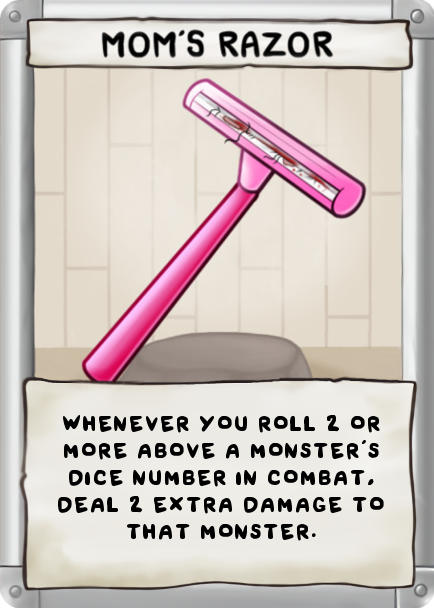 MOM'S RAZOR
WHENEVER YOU ROLL 2 OR
MORE ABOVE A MONSTER'S
DICE NUMBER IN COMBAT,
DEAL 2 EXTRA DAMAGE TO
THAT MONSTER.